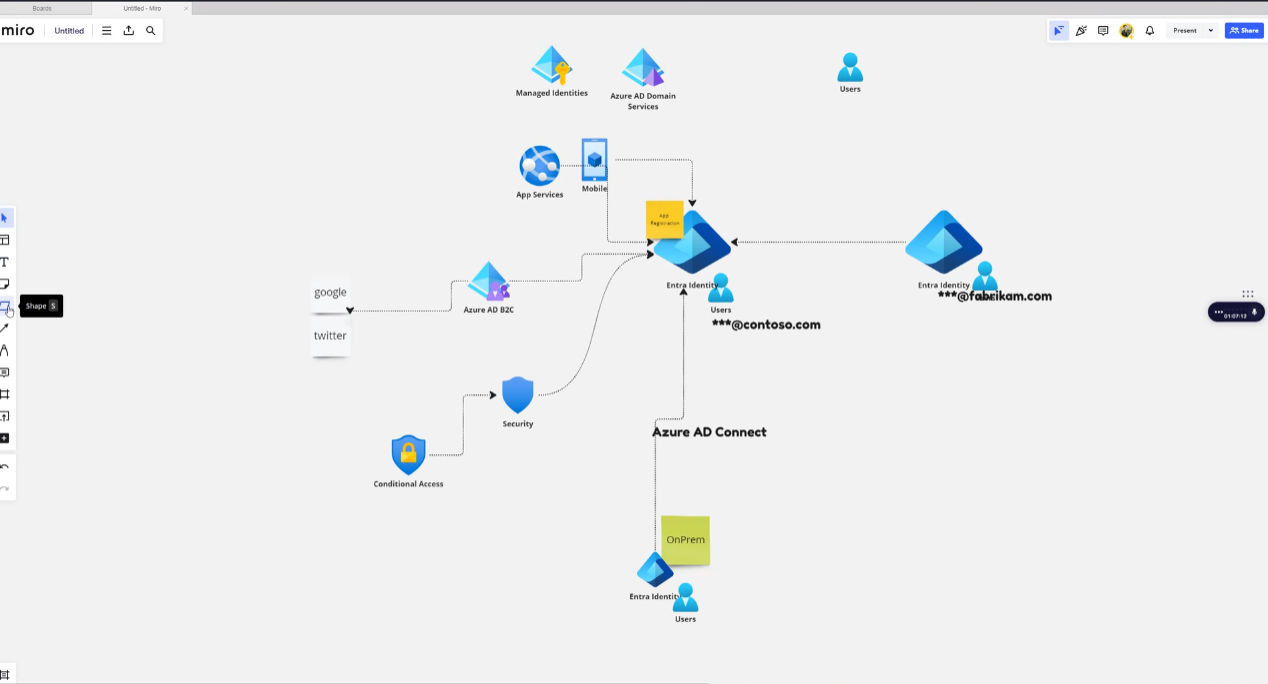 Boards
Untitled - Miro
miro
Untitled
Present
Share
Managed Identities
Azure AD Domain
Services
Users
App Services
Mobile
App
Registration
Entra Identity
Users
***@contoso.com
Entra Identity
***@fabrikam.com
google
twitter
Azure AD B2C
Shape S
01:07:12
Security
Conditional Access
Azure AD Connect
OnPrem
Entra Identity
Users